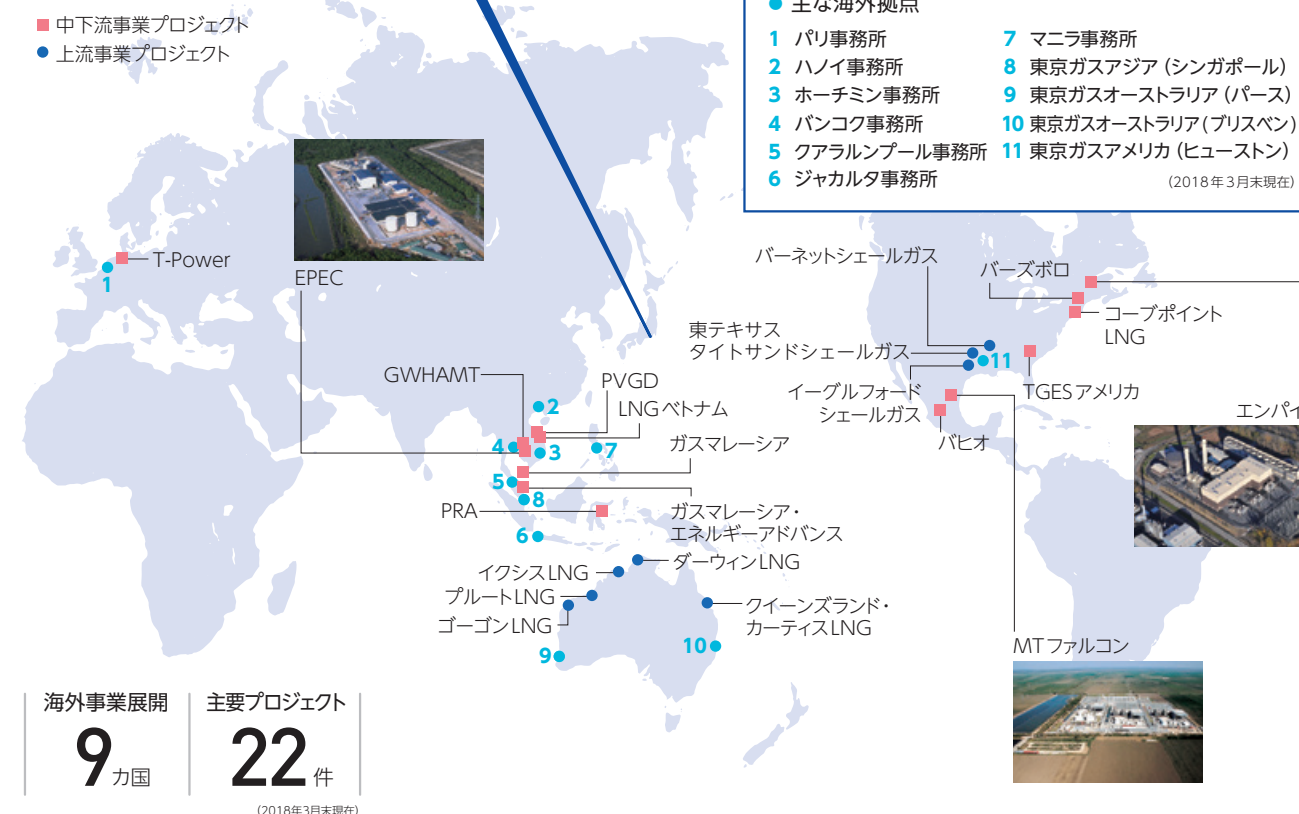 中下流事業プロジェクト
上流事業プロジェクト
主な海外拠点
1 パリ事務所
2 ハノイ事務所
3 ホーチミン事務所
4 バンコク事務所
5 クアラルンプール事務所
6 ジャカルタ事務所
7 マニラ事務所
8 東京ガスアジア（シンガポール）
9 東京ガスオーストラリア（パース）
10 東京ガスオーストラリア（ブリスベン）
11 東京ガスアメリカ（ヒューストン）
（2018年3月末現在）
T-Power
1
EPEC
GWHAMT
PVGD
LNGベトナム
2
ガスマレーシア
4
3
7
5
8
PRA
ガスマレーシア・
エネルギーアドバンス
6
ダーウィンLNG
イクシスLNG
プルートLNG
ゴーゴンLNG
クイーンズランド・
カーティスLNG
9
10
バーネットシェールガス
バーズボロ
コーブポイント
LNG
東テキサス
タイトサンドシェールガス
11
イーグルフォード
シェールガス
TGESアメリカ
バヒオ
エンパイ
MTファルコン
海外事業展開
9カ国
主要プロジェクト
22件
（2018年3月末現在）